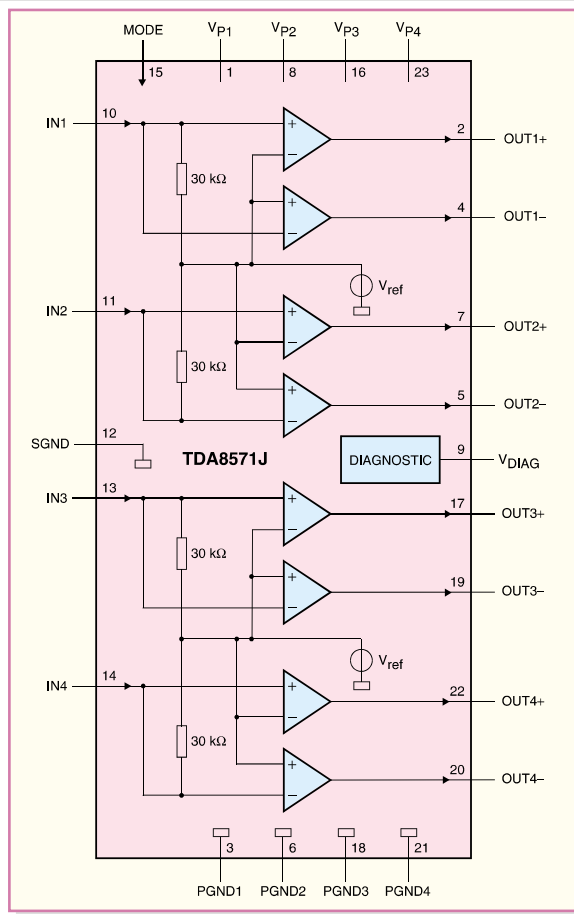 MODE VP1 VP2 VP3 VP4
15 1 8 16 23
IN1 10 2 OUT1+
+
−
30 kΩ
4 OUT1−
+
−
Vref
IN2 11 7 OUT2+
+
−
30 kΩ
5 OUT2−
+
−
SGND 12
TDA8571J DIAGNOSTIC 9 VDIAG
IN3 13 17 OUT3+
+
−
30 kΩ
19 OUT3−
+
−
Vref
IN4 14 22 OUT4+
+
−
30 kΩ
20 OUT4−
+
−
3 6 18 21
PGND1 PGND2 PGND3 PGND4